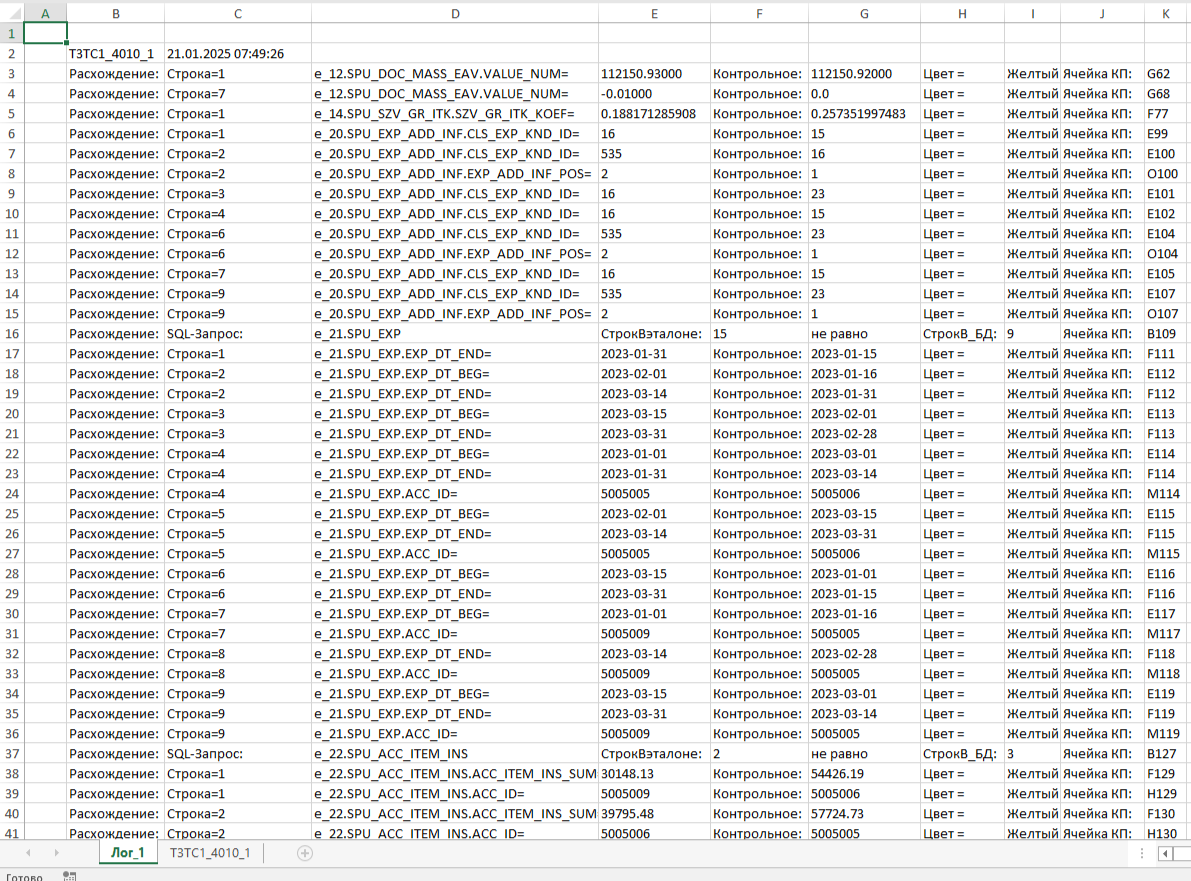 A B C D E F G H I J K
1
2 T3TC1_4010_1 21.01.2025 07:49:26
3 Расхождение: Строка=1 e_12.SPU_DOC_MASS_EAV.VALUE_NUM= 112150.93000 Контрольное: 112150.92000 Цвет = Желтый Ячейка КП: G62
4 Расхождение: Строка=7 e_12.SPU_DOC_MASS_EAV.VALUE_NUM= -0.01000 Контрольное: 0.0 Цвет = Желтый Ячейка КП: G68
5 Расхождение: Строка=1 e_14.SPU_SZV_GR_ITK.SZV_GR_ITK_KOEF= 0.188171285908 Контрольное: 0.257351997483 Цвет = Желтый Ячейка КП: F77
6 Расхождение: Строка=1 e_20.SPU_EXP_ADD_INF.CLS_EXP_KND_ID= 16 Контрольное: 15 Цвет = Желтый Ячейка КП: E99
7 Расхождение: Строка=2 e_20.SPU_EXP_ADD_INF.CLS_EXP_KND_ID= 535 Контрольное: 16 Цвет = Желтый Ячейка КП: E100
8 Расхождение: Строка=2 e_20.SPU_EXP_ADD_INF.EXP_ADD_INF_POS= 2 Контрольное: 1 Цвет = Желтый Ячейка КП: O100
9 Расхождение: Строка=3 e_20.SPU_EXP_ADD_INF.CLS_EXP_KND_ID= 16 Контрольное: 23 Цвет = Желтый Ячейка КП: E101
10 Расхождение: Строка=4 e_20.SPU_EXP_ADD_INF.CLS_EXP_KND_ID= 16 Контрольное: 15 Цвет = Желтый Ячейка КП: E102
11 Расхождение: Строка=6 e_20.SPU_EXP_ADD_INF.CLS_EXP_KND_ID= 535 Контрольное: 23 Цвет = Желтый Ячейка КП: E104
12 Расхождение: Строка=6 e_20.SPU_EXP_ADD_INF.EXP_ADD_INF_POS= 2 Контрольное: 1 Цвет = Желтый Ячейка КП: O104
13 Расхождение: Строка=7 e_20.SPU_EXP_ADD_INF.CLS_EXP_KND_ID= 16 Контрольное: 15 Цвет = Желтый Ячейка КП: E105
14 Расхождение: Строка=9 e_20.SPU_EXP_ADD_INF.CLS_EXP_KND_ID= 535 Контрольное: 23 Цвет = Желтый Ячейка КП: E107
15 Расхождение: Строка=9 e_20.SPU_EXP_ADD_INF.EXP_ADD_INF_POS= 2 Контрольное: 1 Цвет = Желтый Ячейка КП: O107
16 Расхождение: SQL-Запрос: e_21.SPU_EXP СтрокВэталоне: 15 не равно СтрокВ_БД: 9 Ячейка КП: B109
17 Расхождение: Строка=1 e_21.SPU_EXP.EXP_DT_END= 2023-01-31 Контрольное: 2023-01-15 Цвет = Желтый Ячейка КП: F111
18 Расхождение: Строка=2 e_21.SPU_EXP.EXP_DT_BEG= 2023-02-01 Контрольное: 2023-01-16 Цвет = Желтый Ячейка КП: E112
19 Расхождение: Строка=2 e_21.SPU_EXP.EXP_DT_END= 2023-03-14 Контрольное: 2023-01-31 Цвет = Желтый Ячейка КП: F112
20 Расхождение: Строка=3 e_21.SPU_EXP.EXP_DT_BEG= 2023-03-15 Контрольное: 2023-02-01 Цвет = Желтый Ячейка КП: E113
21 Расхождение: Строка=3 e_21.SPU_EXP.EXP_DT_END= 2023-03-31 Контрольное: 2023-02-28 Цвет = Желтый Ячейка КП: F113
22 Расхождение: Строка=4 e_21.SPU_EXP.EXP_DT_BEG= 2023-01-01 Контрольное: 2023-03-01 Цвет = Желтый Ячейка КП: E114
23 Расхождение: Строка=4 e_21.SPU_EXP.EXP_DT_END= 2023-01-31 Контрольное: 2023-03-14 Цвет = Желтый Ячейка КП: F114
24 Расхождение: Строка=4 e_21.SPU_EXP.ACC_ID= 5005005 Контрольное: 5005006 Цвет = Желтый Ячейка КП: M114
25 Расхождение: Строка=5 e_21.SPU_EXP.EXP_DT_BEG= 2023-02-01 Контрольное: 2023-03-15 Цвет = Желтый Ячейка КП: E115
26 Расхождение: Строка=5 e_21.SPU_EXP.EXP_DT_END= 2023-03-14 Контрольное: 2023-03-31 Цвет = Желтый Ячейка КП: F115
27 Расхождение: Строка=5 e_21.SPU_EXP.ACC_ID= 5005005 Контрольное: 5005006 Цвет = Желтый Ячейка КП: M115
28 Расхождение: Строка=6 e_21.SPU_EXP.EXP_DT_BEG= 2023-03-15 Контрольное: 2023-01-01 Цвет = Желтый Ячейка КП: E116
29 Расхождение: Строка=6 e_21.SPU_EXP.EXP_DT_END= 2023-03-31 Контрольное: 2023-01-15 Цвет = Желтый Ячейка КП: F116
30 Расхождение: Строка=7 e_21.SPU_EXP.EXP_DT_BEG= 2023-01-01 Контрольное: 2023-01-16 Цвет = Желтый Ячейка КП: E117
31 Расхождение: Строка=7 e_21.SPU_EXP.ACC_ID= 5005009 Контрольное: 5005005 Цвет = Желтый Ячейка КП: M117
32 Расхождение: Строка=8 e_21.SPU_EXP.EXP_DT_END= 2023-03-14 Контрольное: 2023-02-28 Цвет = Желтый Ячейка КП: F118
33 Расхождение: Строка=8 e_21.SPU_EXP.ACC_ID= 5005009 Контрольное: 5005005 Цвет = Желтый Ячейка КП: M118
34 Расхождение: Строка=9 e_21.SPU_EXP.EXP_DT_BEG= 2023-03-15 Контрольное: 2023-03-01 Цвет = Желтый Ячейка КП: E119
35 Расхождение: Строка=9 e_21.SPU_EXP.EXP_DT_END= 2023-03-31 Контрольное: 2023-03-14 Цвет = Желтый Ячейка КП: F119
36 Расхождение: Строка=9 e_21.SPU_EXP.ACC_ID= 5005009 Контрольное: 5005005 Цвет = Желтый Ячейка КП: M119
37 Расхождение: SQL-Запрос: e_22.SPU_ACC_ITEM_INS СтрокВэталоне: 2 не равно СтрокВ_БД: 3 Ячейка КП: B127
38 Расхождение: Строка=1 e_22.SPU_ACC_ITEM_INS.ACC_ITEM_INS_SUM 30148.13 Контрольное: 54426.19 Цвет = Желтый Ячейка КП: F129
39 Расхождение: Строка=1 e_22.SPU_ACC_ITEM_INS.ACC_ID= 5005009 Контрольное: 5005006 Цвет = Желтый Ячейка КП: H129
40 Расхождение: Строка=2 e_22.SPU_ACC_ITEM_INS.ACC_ITEM_INS_SUM 39795.48 Контрольное: 57724.73 Цвет = Желтый Ячейка КП: F130
41 Расхождение: Строка=2 e_22.SPU_ACC_ITEM_INS.ACC_ID= 5005006 Контрольное: 5005005 Цвет = Желтый Ячейка КП: H130
Лог_1 T3TC1_4010_1
Готово